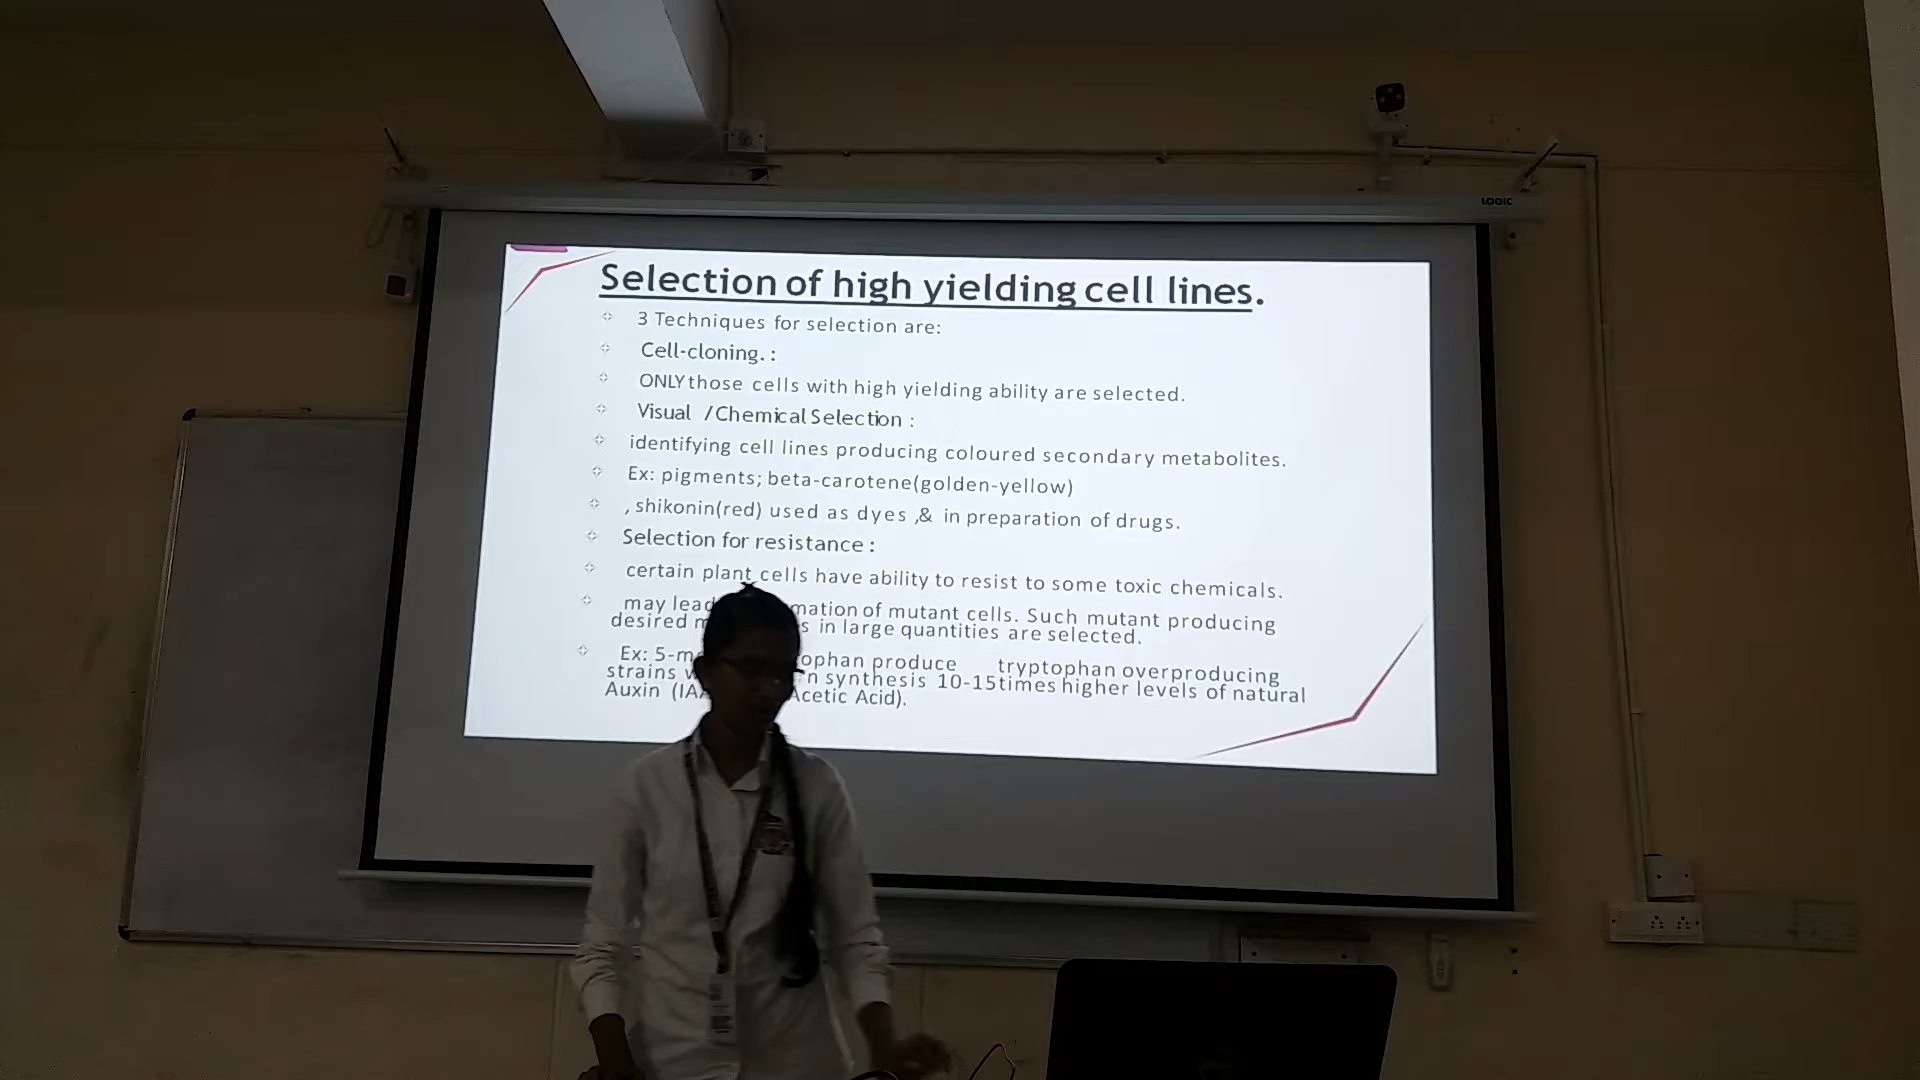 LOGIC
Selection of high yielding cell lines.
3 Techniques for selection are:
Cell-cloning. :
ONLY those cells with high yielding ability are selected.
Visual / Chemical Selection :
identifying cell lines producing coloured secondary metabolites.
Ex: pigments; beta-carotene(golden-yellow)
, shikonin(red) used as dyes ,& in preparation of drugs.
Selection for resistance :
certain plant cells have ability to resist to some toxic chemicals.
may lead mation of mutant cells. Such mutant producing
desired in large quantities are selected.
Ex: produce tryptophan overproducing
strains synthesis 10-15times higher levels of natural
Auxin Acetic Acid).